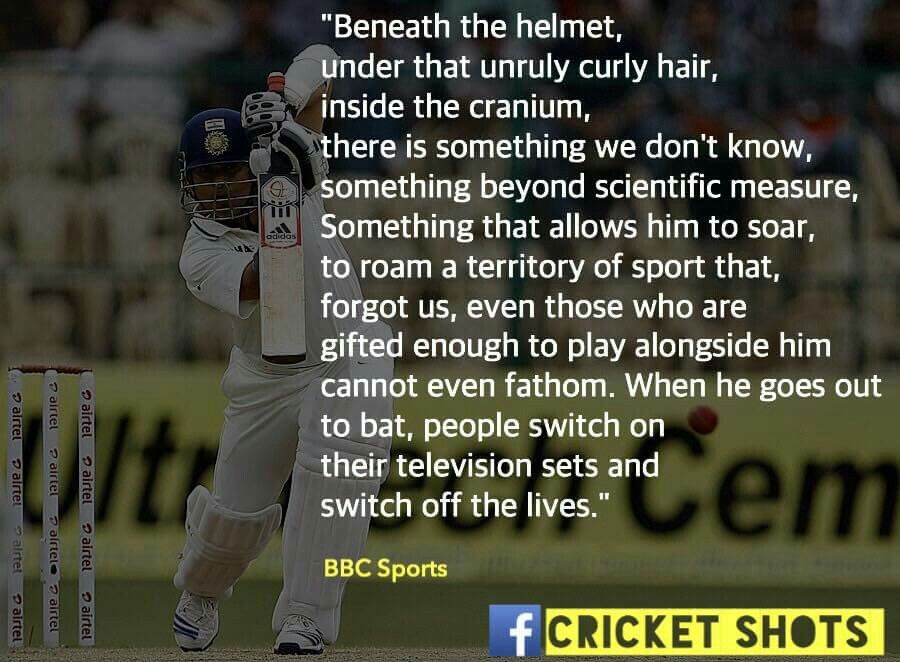 "Beneath the helmet,
under that unruly curly hair,
inside the cranium,
there is something we don't know,
something beyond scientific measure,
Something that allows him to soar,
to roam a territory of sport that,
forgot us, even those who are
gifted enough to play alongside him
cannot even fathom. When he goes out
to bat, people switch on
their television sets and
switch off the lives."
BBC Sports
f CRICKET SHOTS
adidas
airtel airtel airtel airtel
airtel airtel airtel airtel
airtel airtel airtel airtel
Cem